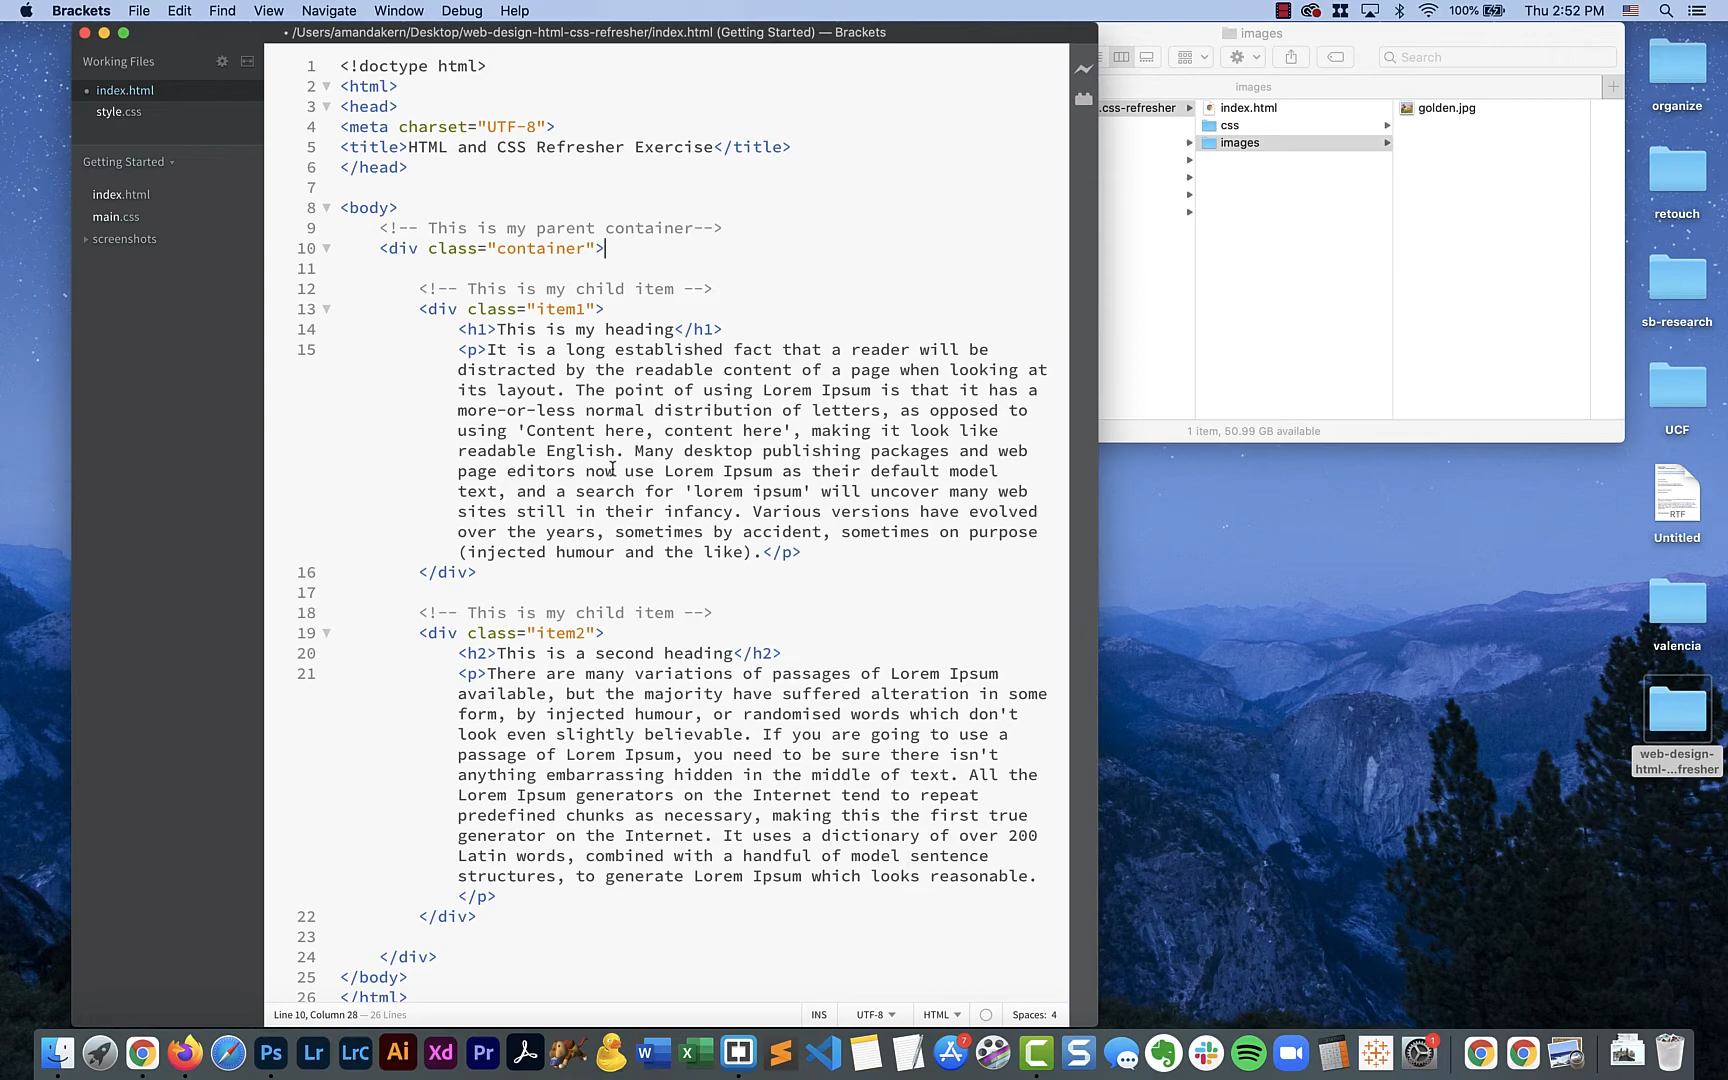 Brackets File Edit Find View Navigate Window Debug Help 100% Thu 2:52 PM
• /Users/amandakern/Desktop/web-design-html-css-refresher/index.html (Getting Started) — Brackets
Working Files
• index.html
style.css
Getting Started
index.html
main.css
screenshots
1 <!doctype html>
2 <html>
3 <head>
4 <meta charset="UTF-8">
5 <title>HTML and CSS Refresher Exercise</title>
6 </head>
7
8 <body>
9 <!-- This is my parent container-->
10 <div class="container">
11
12 <!-- This is my child item -->
13 <div class="item1">
14 <h1>This is my heading</h1>
15 <p>It is a long established fact that a reader will be
distracted by the readable content of a page when looking at
its layout. The point of using Lorem Ipsum is that it has a
more-or-less normal distribution of letters, as opposed to
using 'Content here, content here', making it look like
readable English. Many desktop publishing packages and web
page editors now use Lorem Ipsum as their default model
text, and a search for 'lorem ipsum' will uncover many web
sites still in their infancy. Various versions have evolved
over the years, sometimes by accident, sometimes on purpose
(injected humour and the like).</p>
16 </div>
17
18 <!-- This is my child item -->
19 <div class="item2">
20 <h2>This is a second heading</h2>
21 <p>There are many variations of passages of Lorem Ipsum
available, but the majority have suffered alteration in some
form, by injected humour, or randomised words which don't
look even slightly believable. If you are going to use a
passage of Lorem Ipsum, you need to be sure there isn't
anything embarrassing hidden in the middle of text. All the
Lorem Ipsum generators on the Internet tend to repeat
predefined chunks as necessary, making this the first true
generator on the Internet. It uses a dictionary of over 200
Latin words, combined with a handful of model sentence
structures, to generate Lorem Ipsum which looks reasonable.
</p>
22 </div>
23
24 </div>
25 </body>
26 </html>
Line 10, Column 28 — 26 Lines
INS UTF-8 HTML Spaces: 4
images
Search
images
.css-refresher
index.html
css
images
golden.jpg
1 item, 50.99 GB available
organize
retouch
sb-research
UCF
RTF
Untitled
valencia
web-design-
html-...fresher
Ps Lr LrC Ai Xd Pr W X 7 C S 1